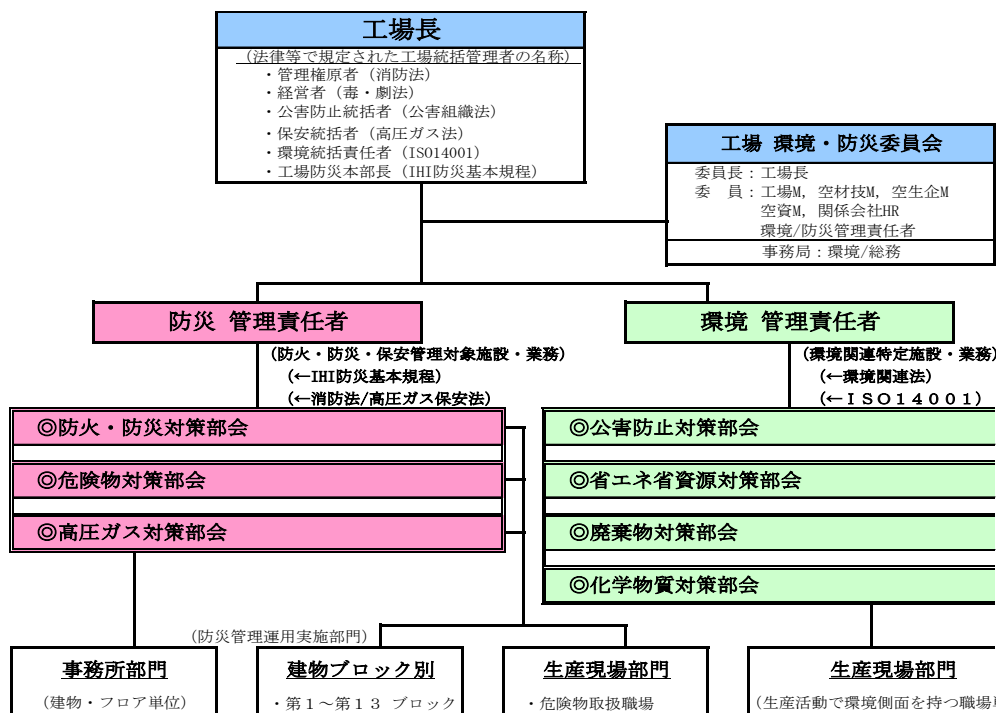 工場長
(法律等で規定された工場統括管理者の名称)
・管理権原者（消防法）
・経営者（毒・劇法）
・公害防止統括者（公害組織法）
・保安統括者（高圧ガス法）
・環境統括責任者（ISO14001）
・工場防災本部長（IHI防災基本規程）
工場 環境・防災委員会
委員長：工場長
委　員：工場M, 空材技M, 空生企M
空資M, 関係会社HR
環境/防災管理責任者
事務局：環境/総務
防災 管理責任者
環境 管理責任者
(防火・防災・保安管理対象施設・業務)
(←IHI防災基本規程)
(←消防法/高圧ガス保安法)
(環境関連特定施設・業務)
(←環境関連法)
(←ＩＳＯ１４００１)
◎防火・防災対策部会
◎危険物対策部会
◎高圧ガス対策部会
◎公害防止対策部会
◎省エネ省資源対策部会
◎廃棄物対策部会
◎化学物質対策部会
(防災管理運用実施部門)
事務所部門
(建物・フロア単位)
建物ブロック別
・第１～第１３ ブロック
生産現場部門
・危険物取扱職場
生産現場部門
(生産活動で環境側面を持つ職場